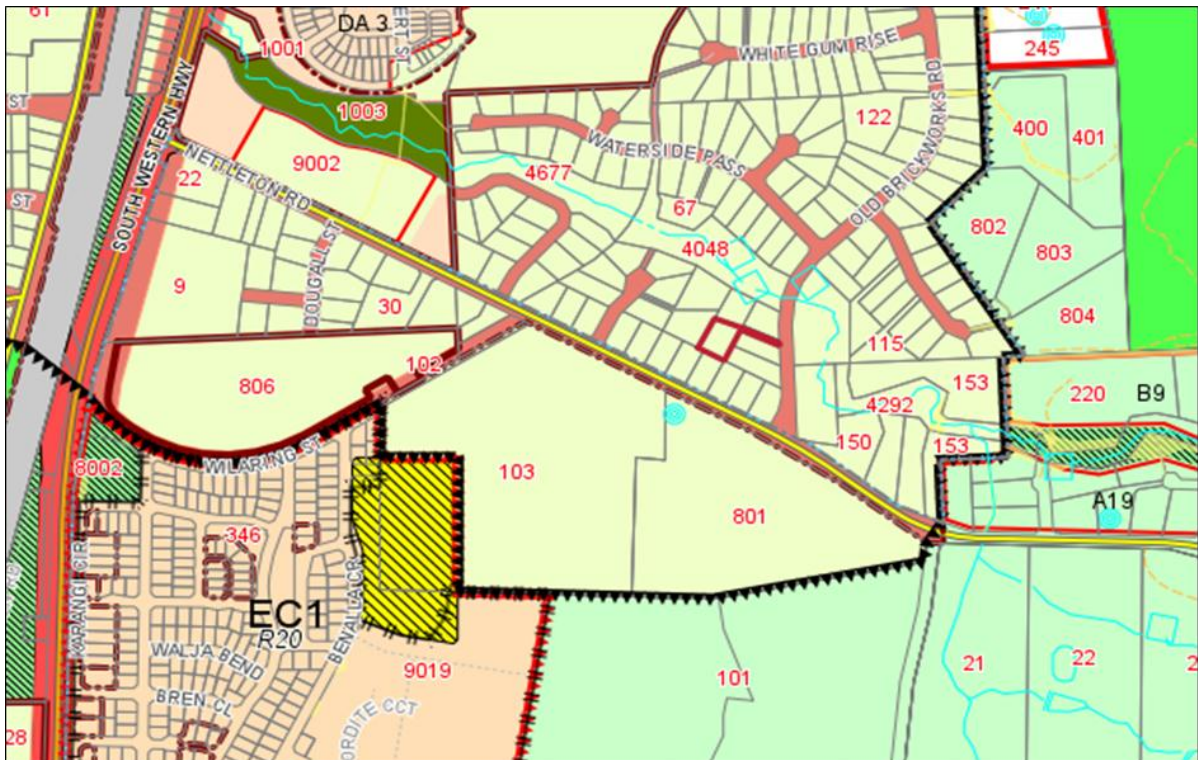 61
DA 3
ERT ST
1001
245
SOUTH WESTERN HWY
WHITE GUM RISE
OLD BRICKWORKS RD
ST
1003
122
400
401
9002
WATERSIDE PASS
4677
NETTLETON RD
22
ST
67
802
4048
803
DOUGALL ST
9
30
804
115
102
806
153
220
B9
4292
150
153
WILARING ST
8002
103
A19
801
346
KARANGI CIR
EC1
R20
BENALLA CR
WALJA BEND
9019
101
21
22
2
BREN CL
ORDITE CCT
28